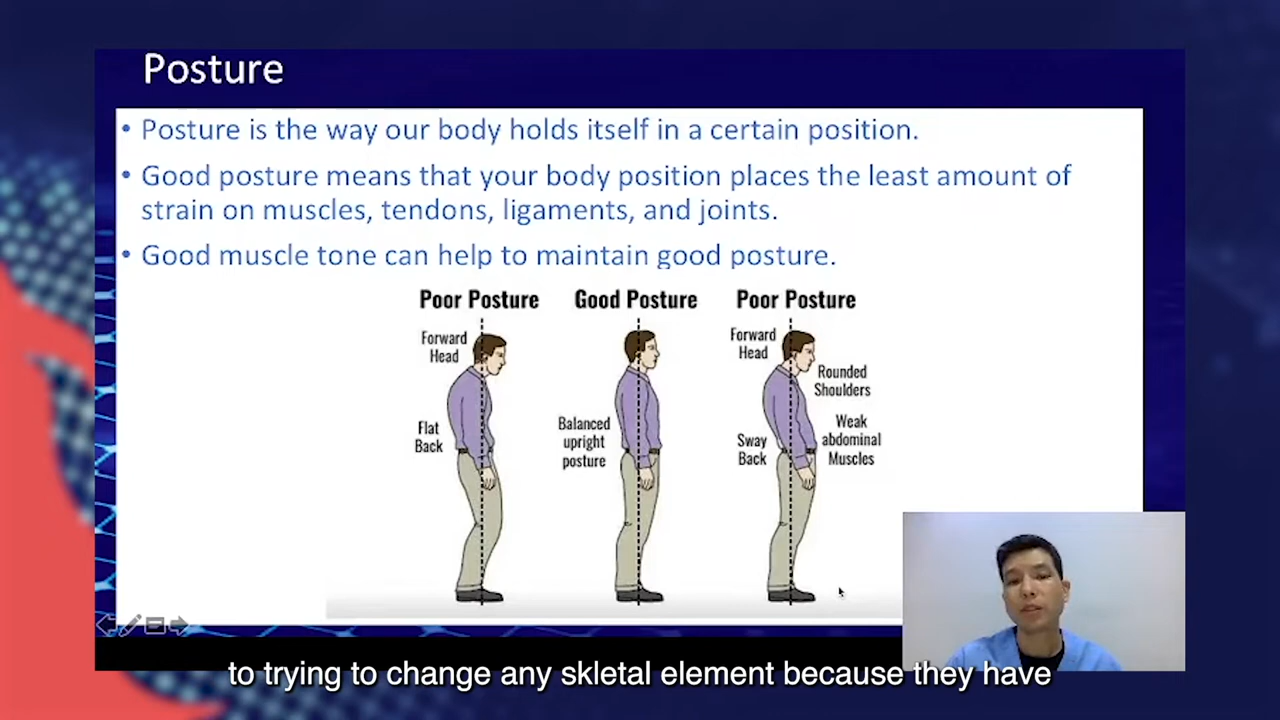 Posture
• Posture is the way our body holds itself in a certain position.
• Good posture means that your body position places the least amount of
strain on muscles, tendons, ligaments, and joints.
• Good muscle tone can help to maintain good posture.
Poor Posture
Forward
Head
Flat
Back
Good Posture
Balanced
upright
posture
Poor Posture
Forward
Head
Rounded
Shoulders
Sway
Back
Weak
abdominal
Muscles
to trying to change any skletal element because they have